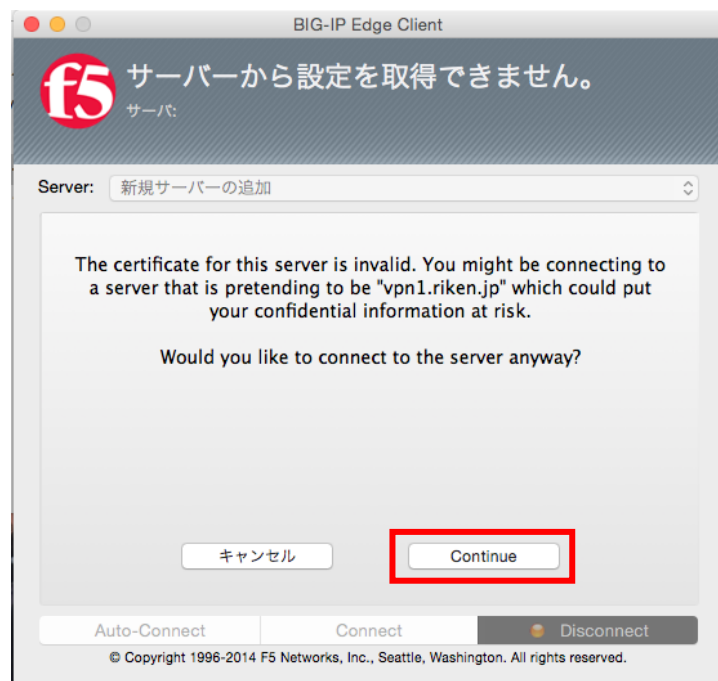 BIG-IP Edge Client
f5
サーバーから設定を取得できません。
サーバ:
Server: 新規サーバーの追加
The certificate for this server is invalid. You might be connecting to
a server that is pretending to be "vpn1.riken.jp" which could put
your confidential information at risk.
Would you like to connect to the server anyway?
キャンセル Continue
Auto-Connect Connect Disconnect
© Copyright 1996-2014 F5 Networks, Inc., Seattle, Washington. All rights reserved.